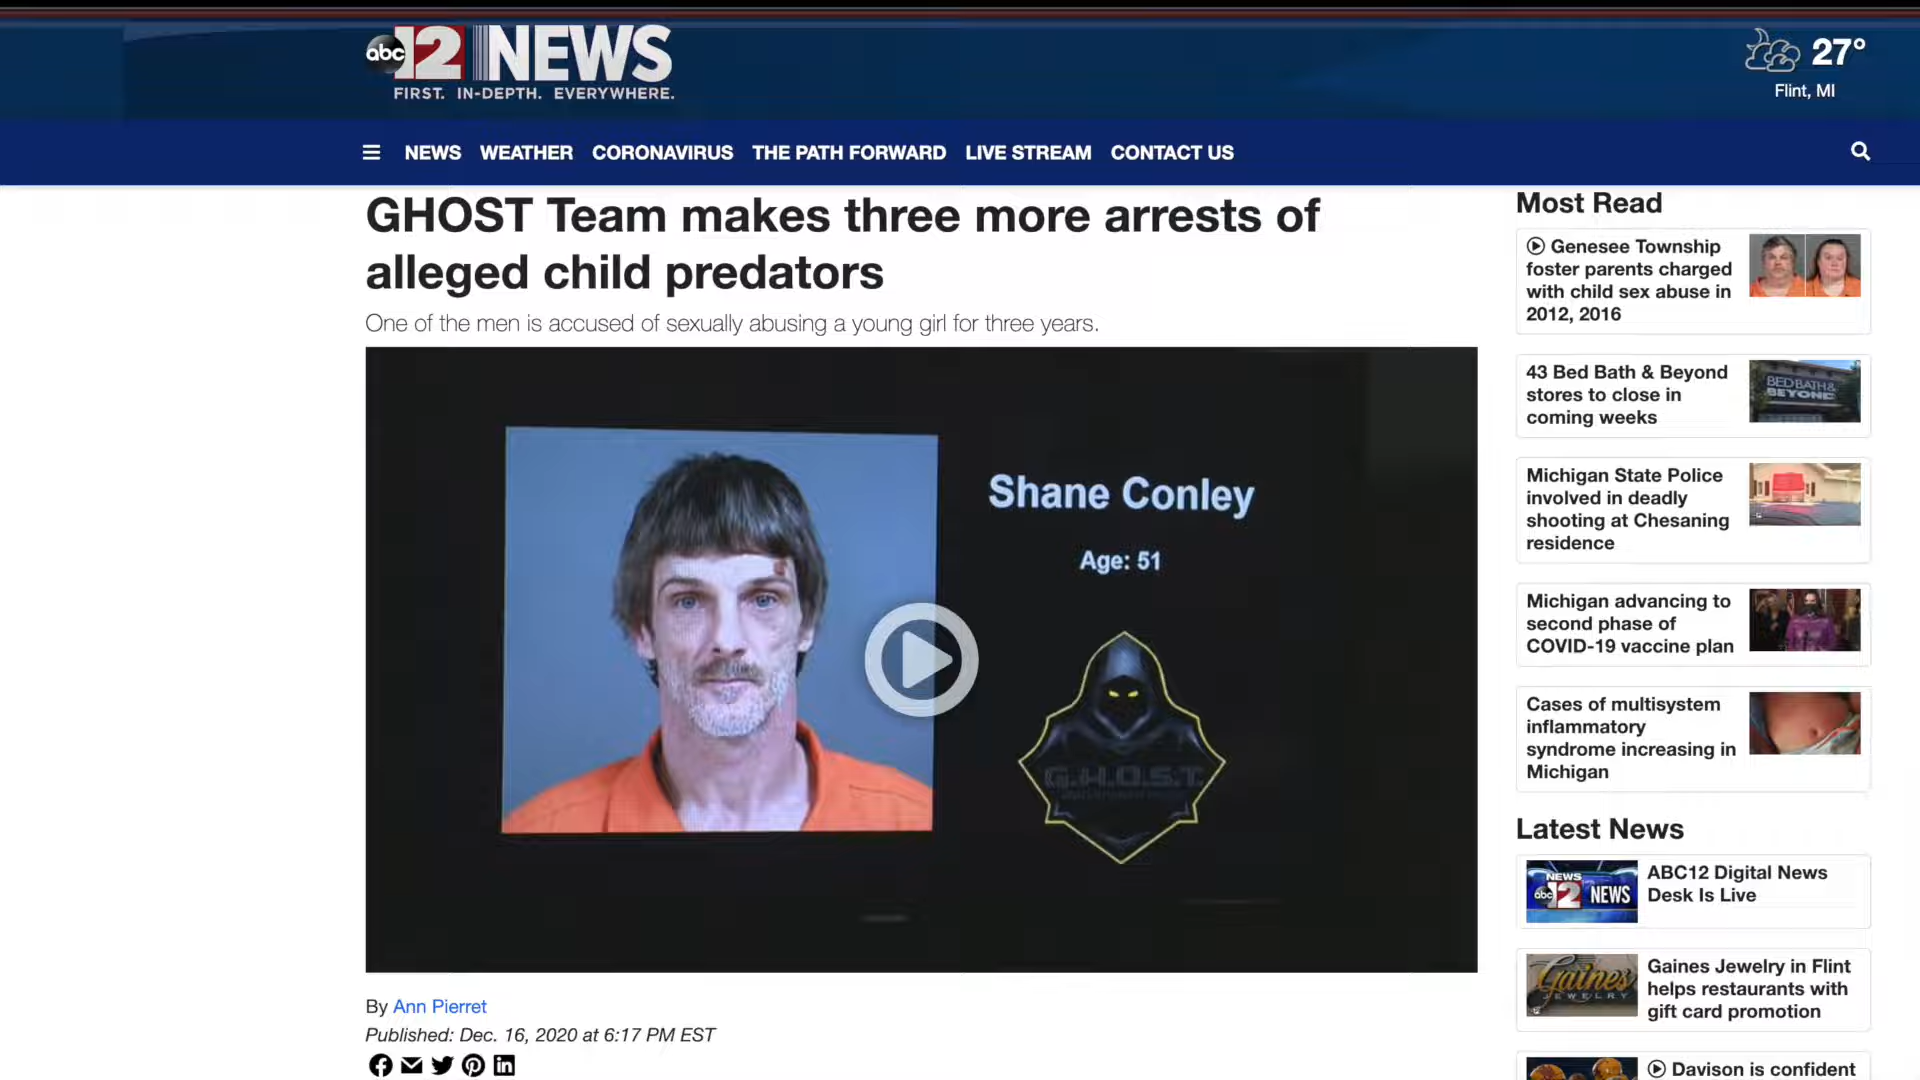 abc 12 NEWS
FIRST. IN-DEPTH. EVERYWHERE.
27°
Flint, MI
NEWS WEATHER CORONAVIRUS THE PATH FORWARD LIVE STREAM CONTACT US
GHOST Team makes three more arrests of
alleged child predators
One of the men is accused of sexually abusing a young girl for three years.
Shane Conley
Age: 51
G.H.O.S.T.
By Ann Pierret
Published: Dec. 16, 2020 at 6:17 PM EST
Most Read
Genesee Township
foster parents charged
with child sex abuse in
2012, 2016
43 Bed Bath & Beyond
stores to close in
coming weeks
BED BATH &
BEYOND
Michigan State Police
involved in deadly
shooting at Chesaning
residence
Michigan advancing to
second phase of
COVID-19 vaccine plan
Cases of multisystem
inflammatory
syndrome increasing in
Michigan
Latest News
NEWS
abc 12 NEWS
ABC12 Digital News
Desk Is Live
Gaines
JEWELRY
Gaines Jewelry in Flint
helps restaurants with
gift card promotion
Davison is confident